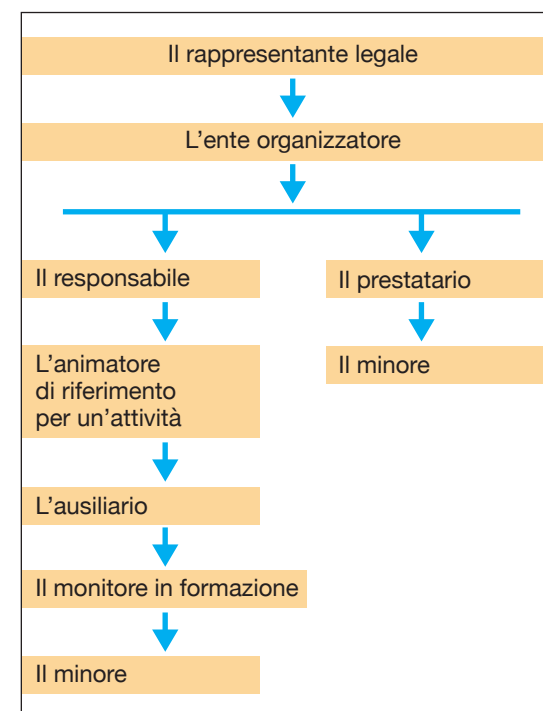 Il rappresentante legale
L’ente organizzatore
Il responsabile
Il prestatario
L’animatore
di riferimento
per un’attività
Il minore
L’ausiliario
Il monitore in formazione
Il minore